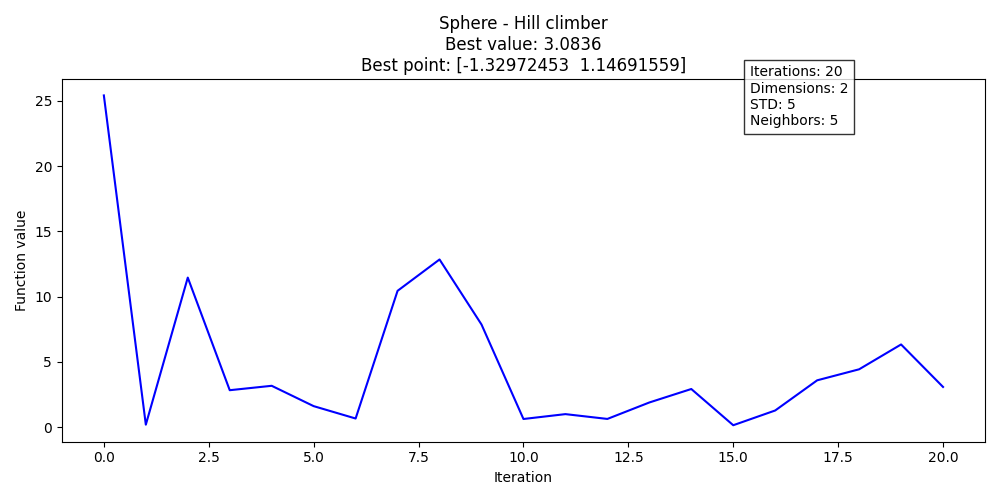 Sphere - Hill climber
Best value: 3.0836
Best point: [-1.32972453  1.14691559]
Iterations: 20
Dimensions: 2
STD: 5
Neighbors: 5
25
20
15
10
5
0
Function value
0.0 2.5 5.0 7.5 10.0 12.5 15.0 17.5 20.0
Iteration